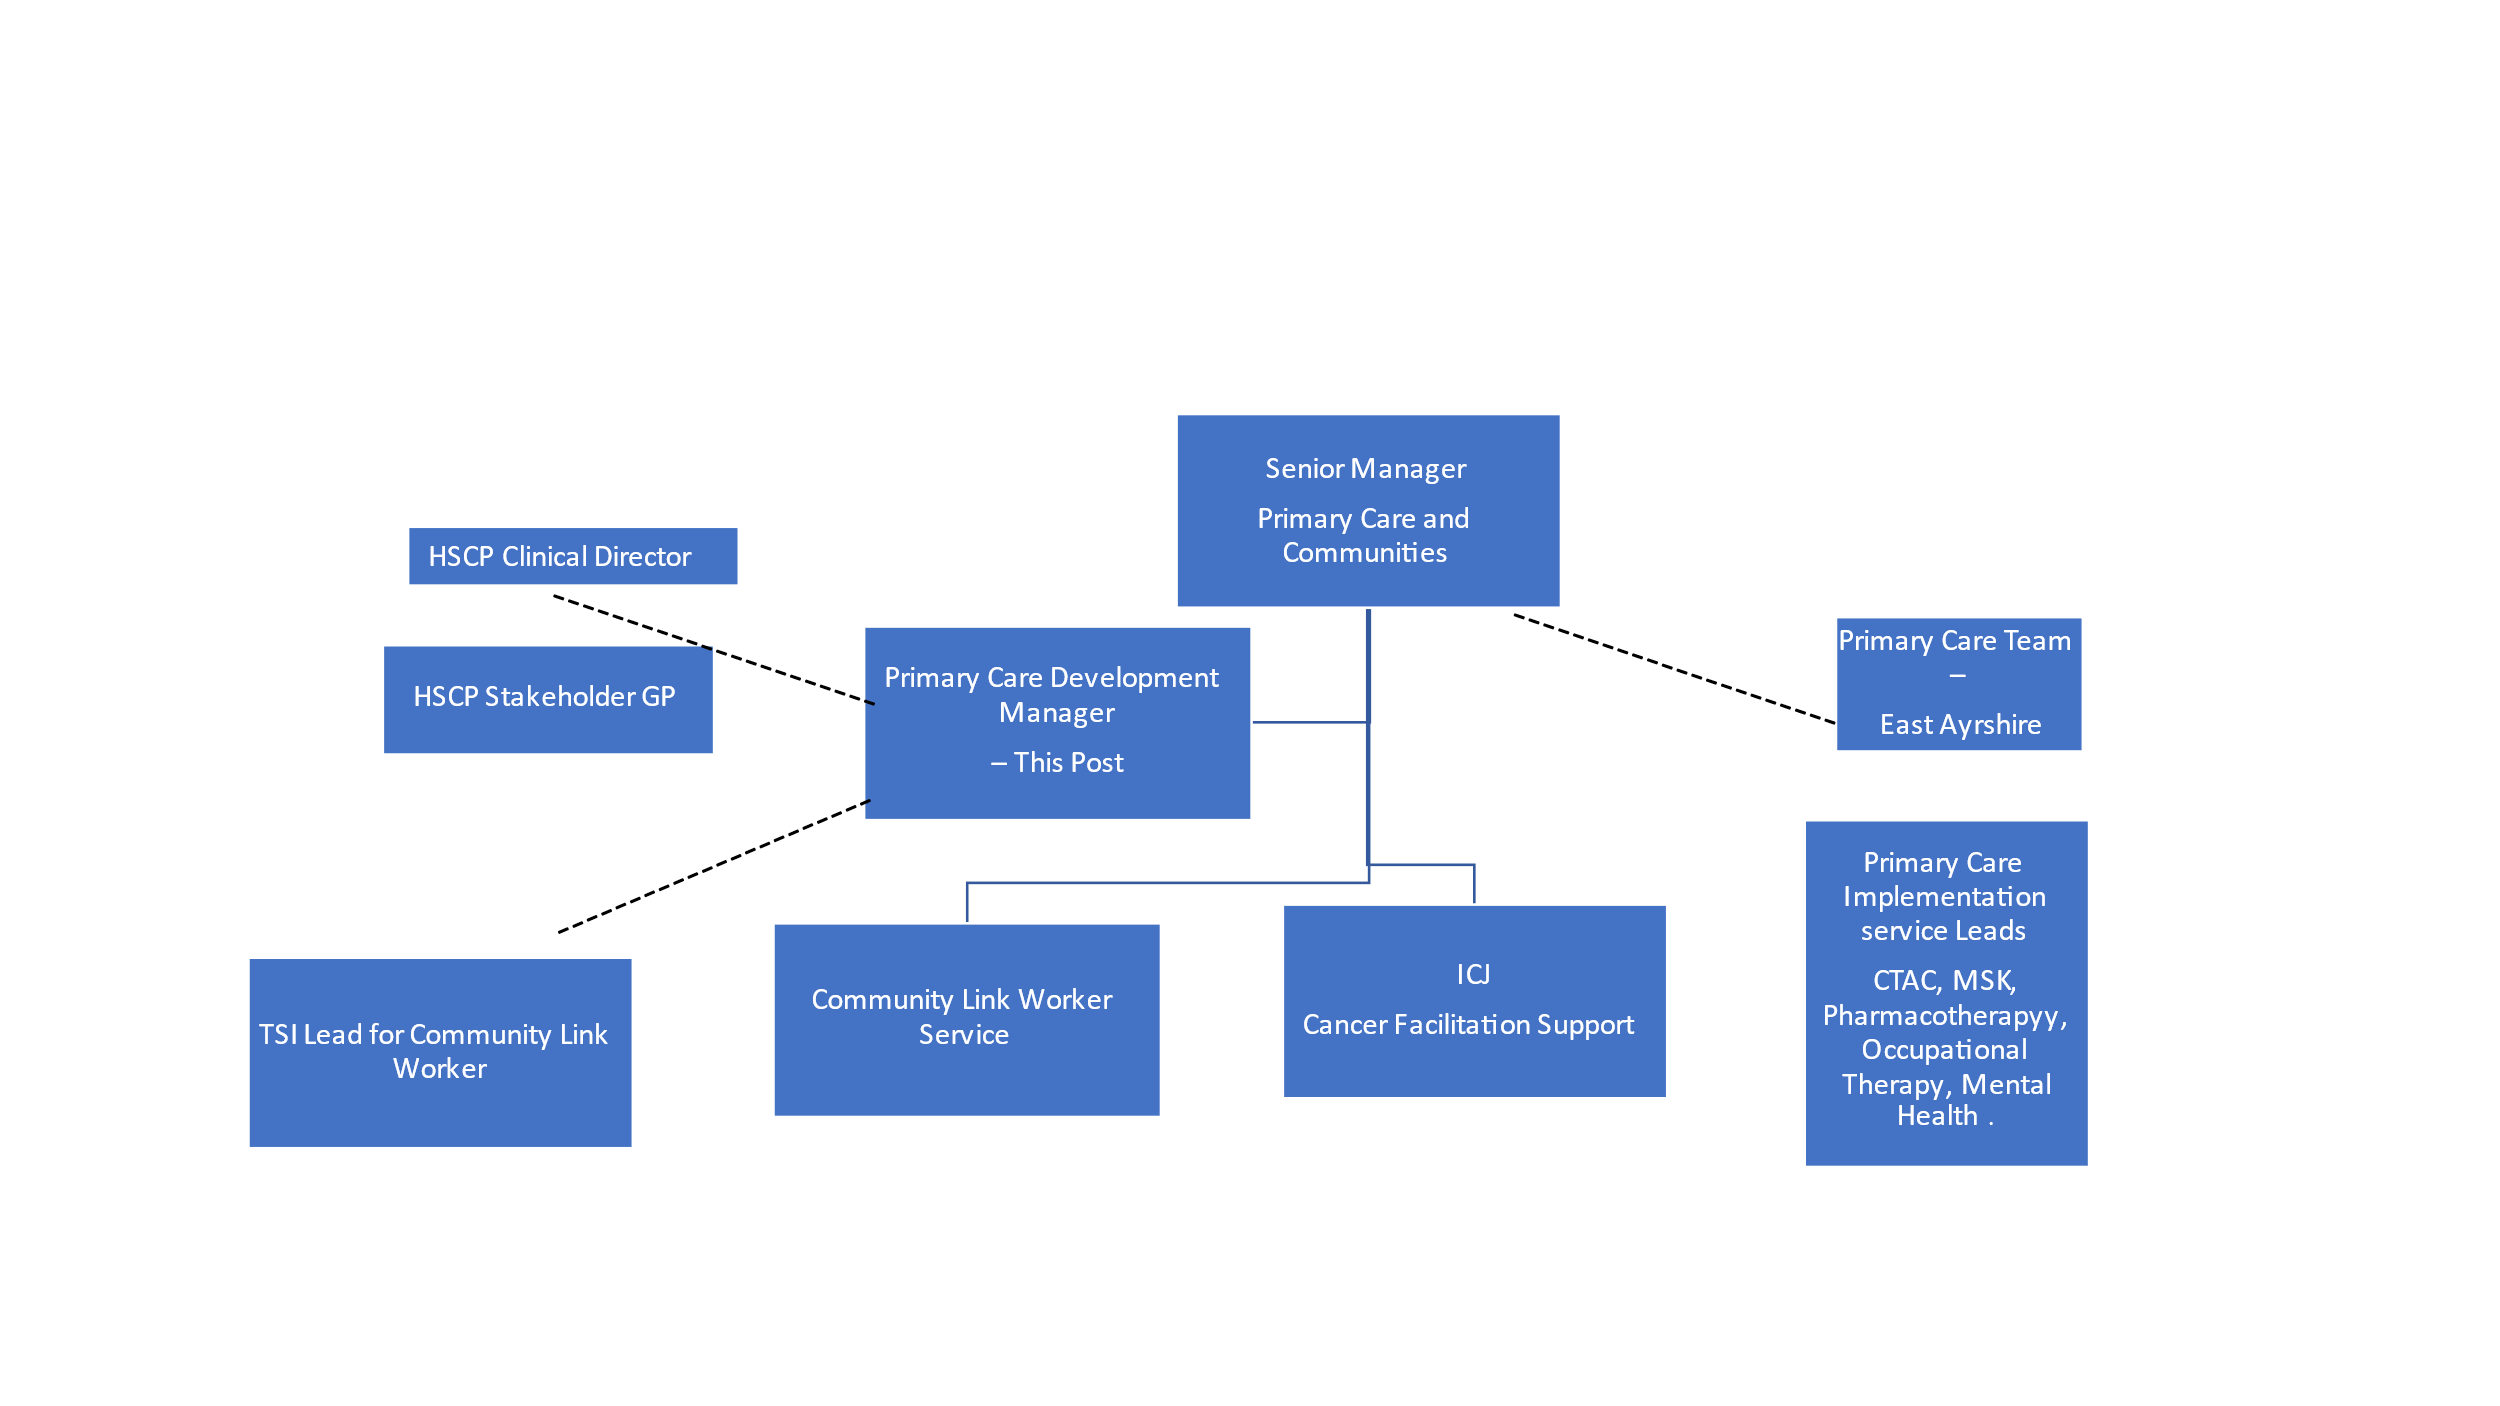 Senior Manager
Primary Care and
Communities
HSCP Clinical Director
HSCP Stakeholder GP
Primary Care Development
Manager
– This Post
Primary Care Team
–
East Ayrshire
TSI Lead for Community Link
Worker
Community Link Worker
Service
ICJ
Cancer Facilitation Support
Primary Care
Implementation
service Leads
CTAC, MSK,
Pharmacotherapyy,
Occupational
Therapy, Mental
Health .